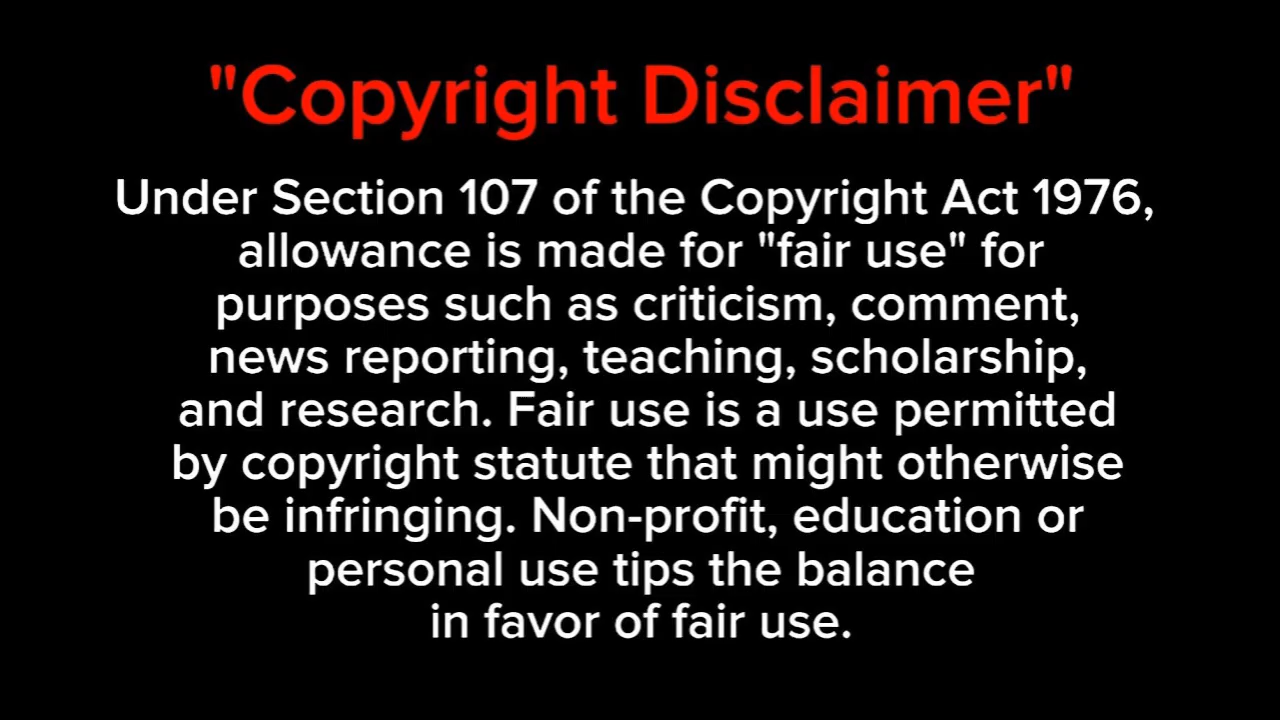 "Copyright Disclaimer"
Under Section 107 of the Copyright Act 1976,
allowance is made for "fair use" for
purposes such as criticism, comment,
news reporting, teaching, scholarship,
and research. Fair use is a use permitted
by copyright statute that might otherwise
be infringing. Non-profit, education or
personal use tips the balance
in favor of fair use.